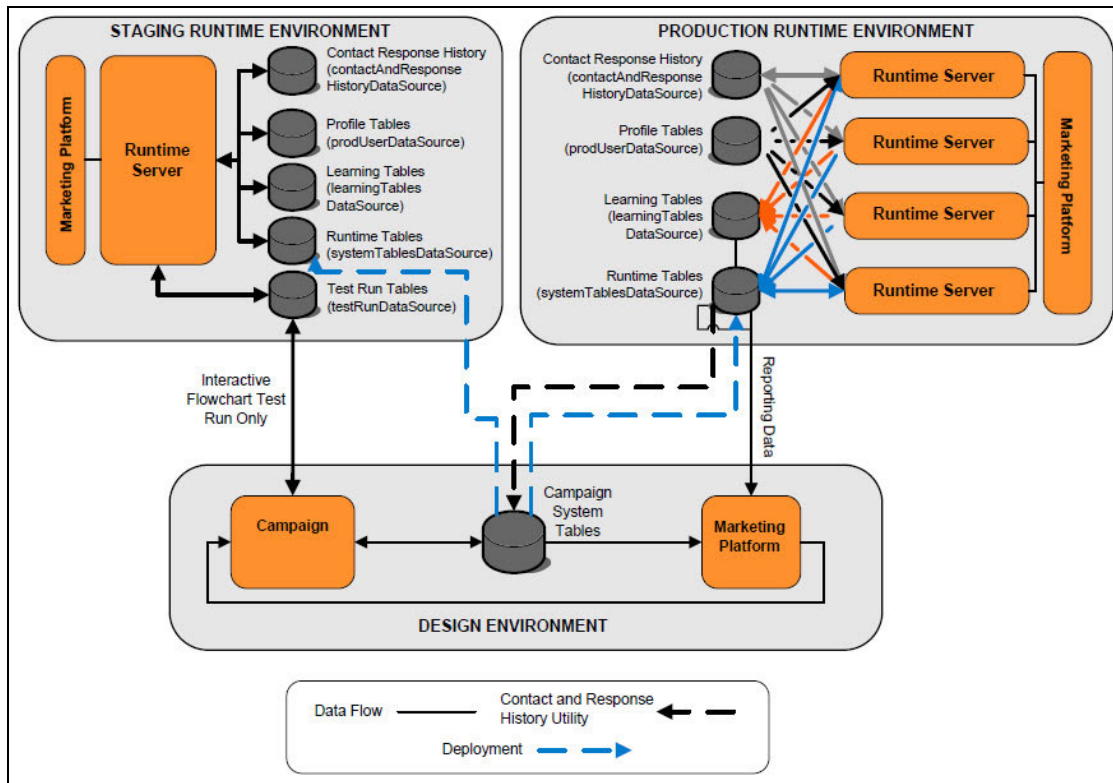 STAGING RUNTIME ENVIRONMENT
Marketing Platform
Runtime
Server
Contact Response History
(contactAndResponse
HistoryDataSource)
Profile Tables
(prodUserDataSource)
Learning Tables
(learningTables
DataSource)
Runtime Tables
(systemTablesDataSource)
Test Run Tables
(testRunDataSource)
PRODUCTION RUNTIME ENVIRONMENT
Contact Response History
(contactAndResponse
HistoryDataSource)
Profile Tables
(prodUserDataSource)
Learning Tables
(learningTables
DataSource)
Runtime Tables
(systemTablesDataSource)
Runtime Server
Runtime Server
Runtime Server
Runtime Server
Marketing Platform
Interactive
Flowchart Test
Run Only
Reporting Data
Campaign
Campaign
System
Tables
Marketing
Platform
DESIGN ENVIRONMENT
Data Flow
Contact and Response
History Utility
Deployment